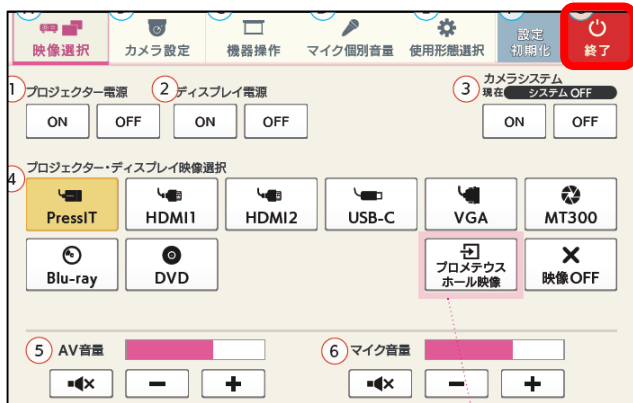 映像選択 カメラ設定 機器操作 マイク個別音量 使用形態選択 設定初期化 終了
1 プロジェクター電源 2 ディスプレイ電源 3 カメラシステム
現在 システムOFF
ON OFF ON OFF ON OFF
4 プロジェクター・ディスプレイ映像選択
PressIT HDMI1 HDMI2 USB-C VGA MT300
Blu-ray DVD プロメテウスホール映像 映像OFF
5 AV音量 6 マイク音量